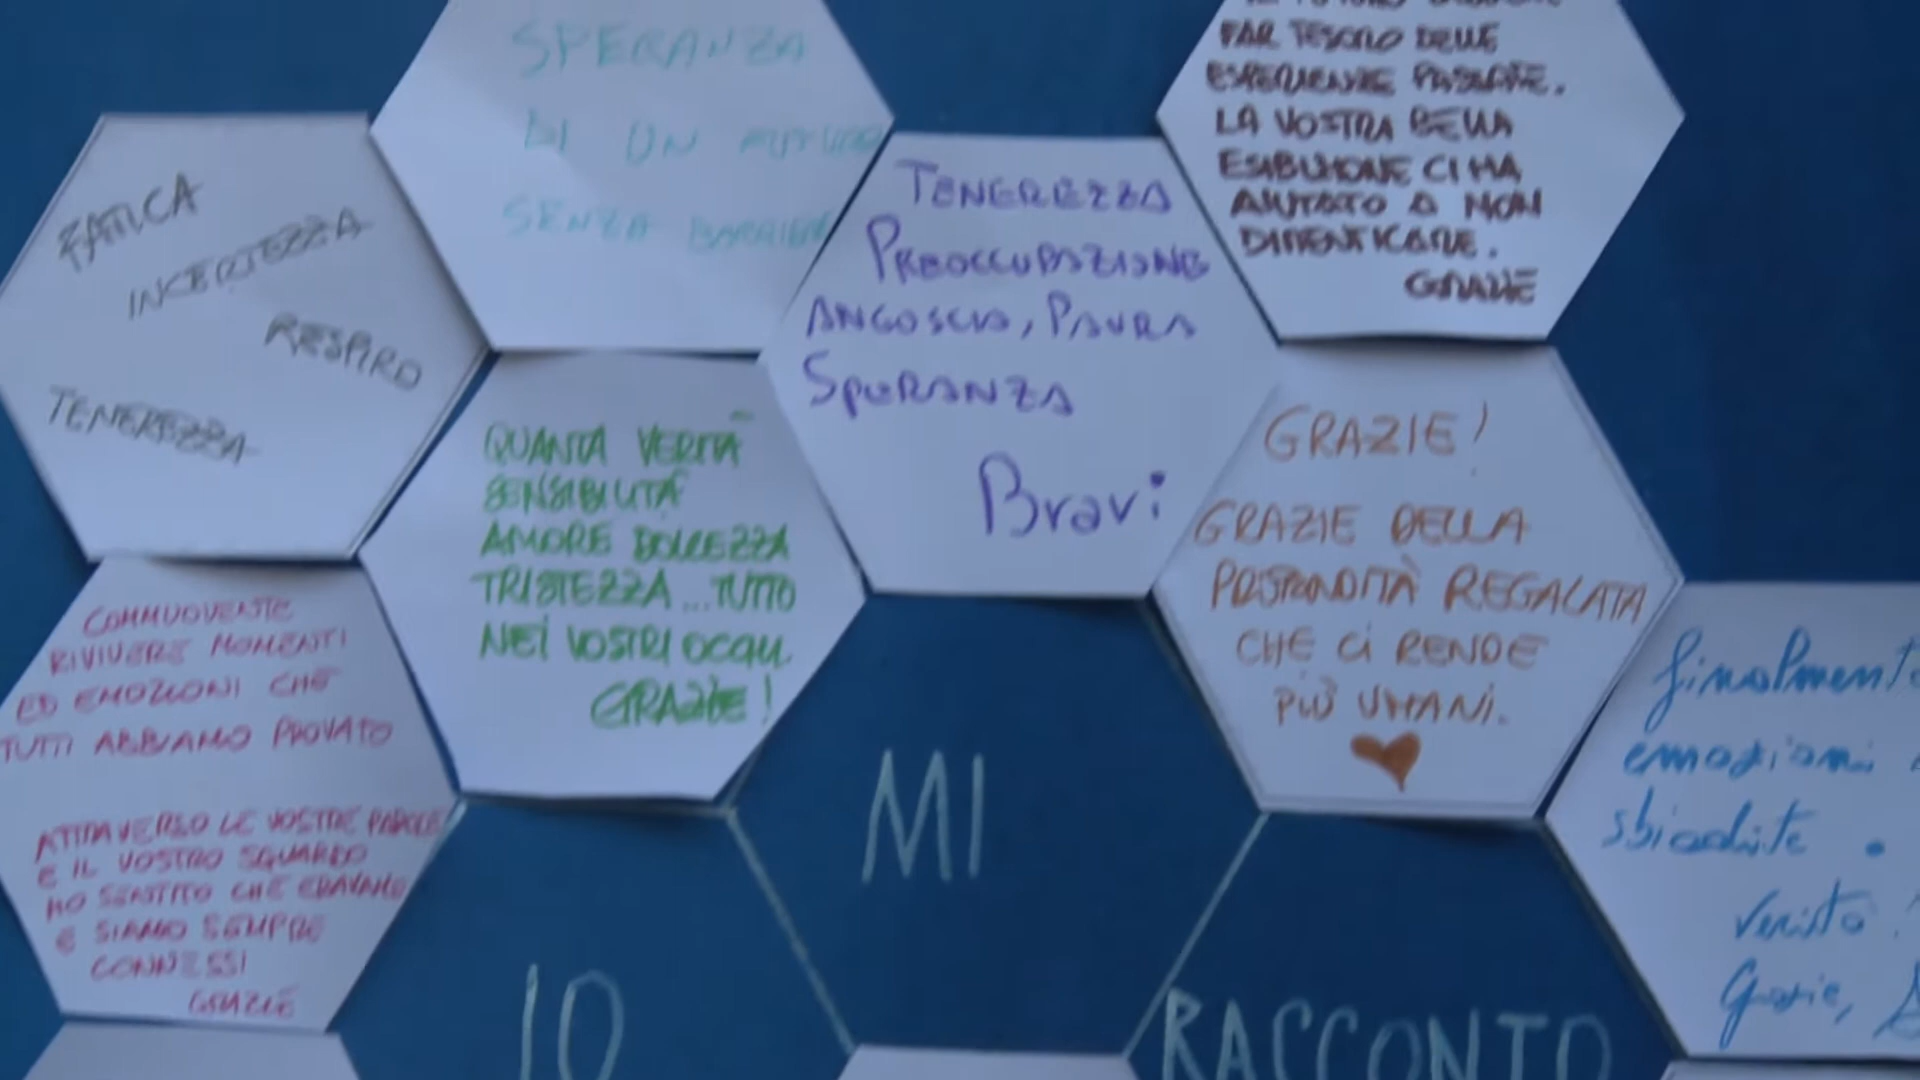 SPERANZA
DI UN FUTURO
SENZA BARRIERE
FAR TESORO DELLE
ESPERIENZE PASSATE.
LA VOSTRA BELLA
ESIBIZIONE CI HA
AIUTATO A NON
DIMENTICARE.
GRAZIE
FATICA
INCERTEZZA
RESPIRO
TENEREZZA
TENEREZZA
PREOCCUPAZIONE
ANGOSCIA, PAURA
SPERANZA
Bravi
QUANTA VERITÀ
SENSIBILITÀ
AMORE DOLCEZZA
TRISTEZZA...TUTTO
NEI VOSTRI OCCHI.
GRAZIE!
GRAZIE!
GRAZIE DELLA
PROFONDITÀ REGALATA
CHE CI RENDE
PIÙ UMANI.
COMMUOVENTE
RIVIVERE MOMENTI
ED EMOZIONI CHE
TUTTI ABBIAMO PROVATO
ATTRAVERSO LE VOSTRE PAROLE
E IL VOSTRO SGUARDO
HO SENTITO CHE ERAVAMO
E SIAMO SEMPRE
CONNESSI
GRAZIE
finalmente
emozioni
sbiadite.
Verità
Grazie,
MI
IO
RACCONTO